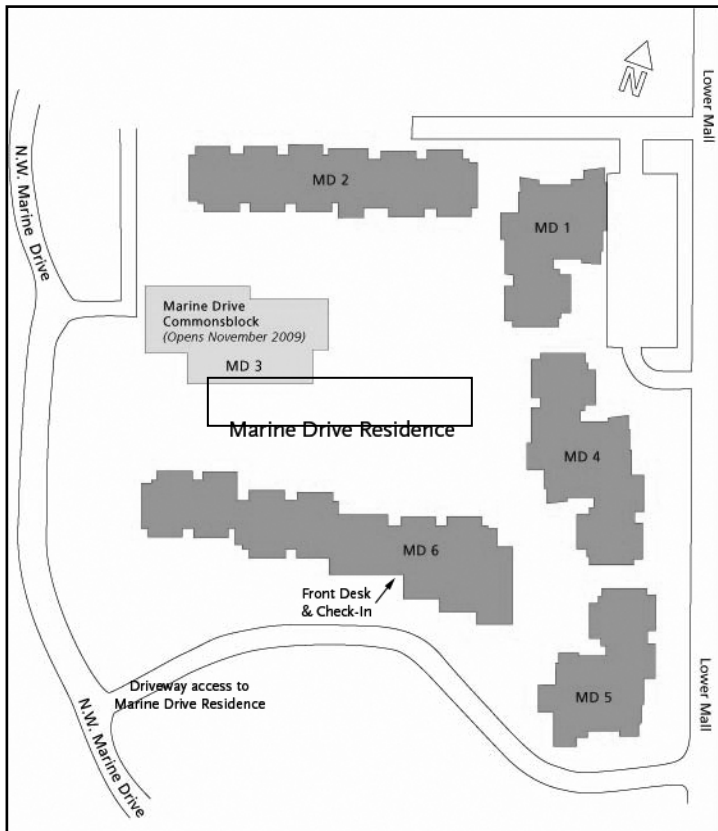 N
Lower Mall
N.W. Marine Drive
MD 2
MD 1
Marine Drive
Commonsblock
(Opens November 2009)
MD 3
Marine Drive Residence
MD 4
MD 6
Front Desk
& Check-In
Driveway access to
Marine Drive Residence
MD 5
Lower Mall
N.W. Marine Drive